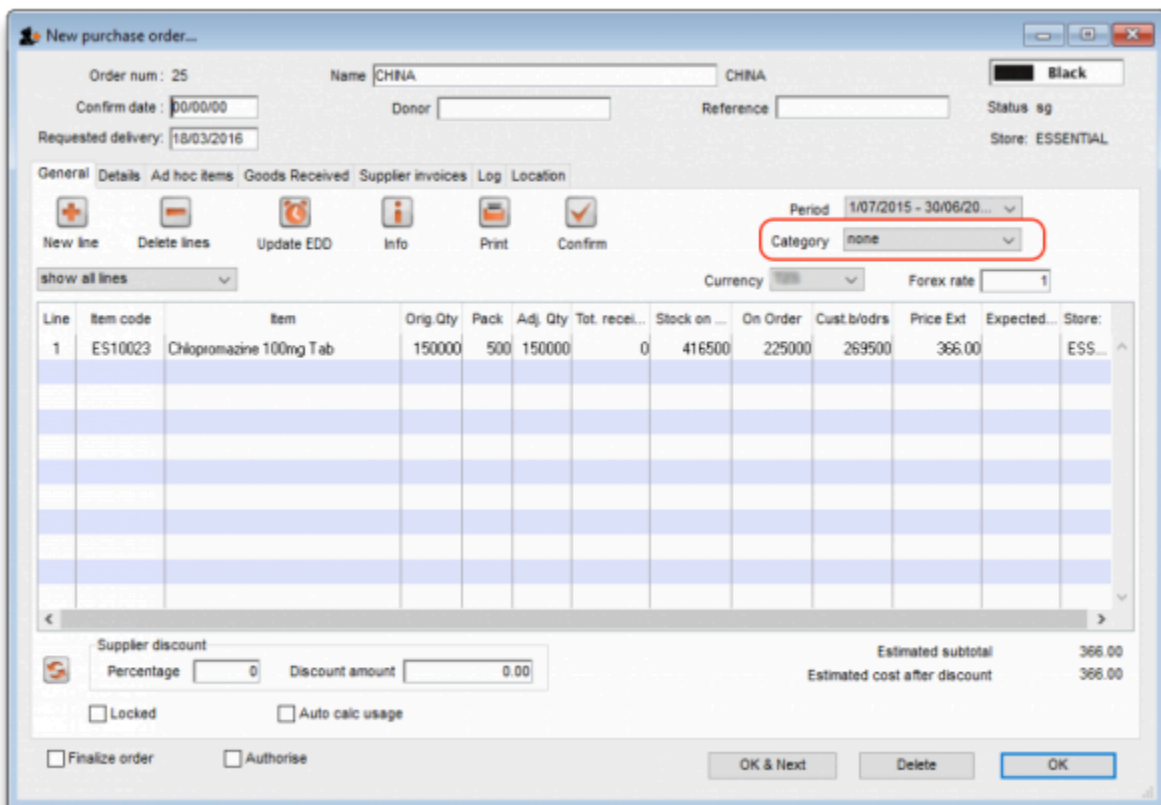 New purchase order...
Order num : 25
Name CHINA
CHINA
Black
Confirm date : 00/00/00
Donor
Reference
Status sg
Requested delivery: 18/03/2016
Store: ESSENTIAL
General Details Ad hoc items Goods Received Supplier invoices Log Location
New line
Delete lines
Update EDD
Info
Print
Confirm
Period 1/07/2015 - 30/06/20...
Category none
show all lines
Currency
Forex rate 1
Line Item code Item Orig.Qty Pack Adj. Qty Tot. recei... Stock on ... On Order Cust.b/odrs Price Ext Expected... Store:
1 ES10023 Chlopromazine 100mg Tab 150000 500 150000 0 416500 225000 269500 366.00 ESS...
Supplier discount
Percentage 0 Discount amount 0.00
Estimated subtotal 366.00
Estimated cost after discount 366.00
Locked
Auto calc usage
Finalize order
Authorise
OK & Next
Delete
OK